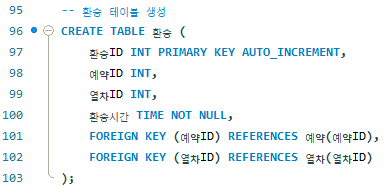 95 -- 환승 테이블 생성
96 CREATE TABLE 환승 (
97 환승ID INT PRIMARY KEY AUTO_INCREMENT,
98 예약ID INT,
99 열차ID INT,
100 환승시간 TIME NOT NULL,
101 FOREIGN KEY (예약ID) REFERENCES 예약(예약ID),
102 FOREIGN KEY (열차ID) REFERENCES 열차(열차ID)
103 );